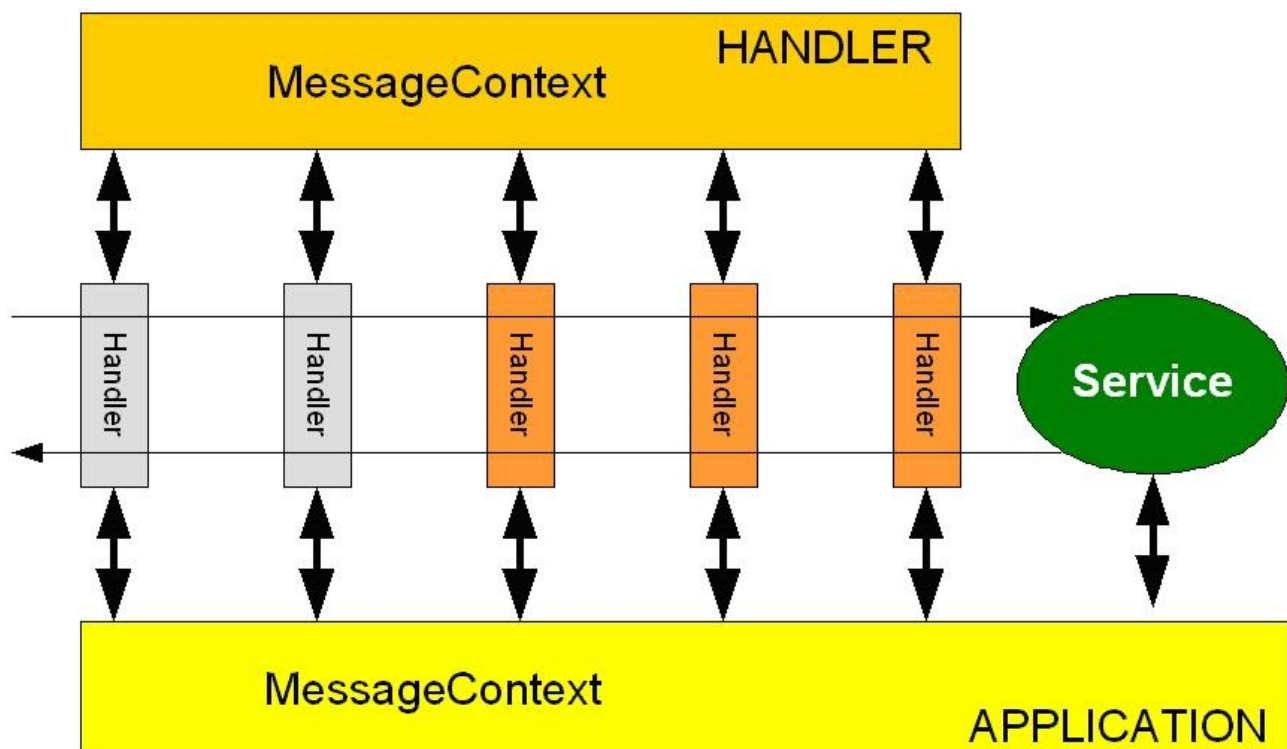 HANDLER
MessageContext
Handler
Handler
Handler
Handler
Handler
Service
MessageContext
APPLICATION